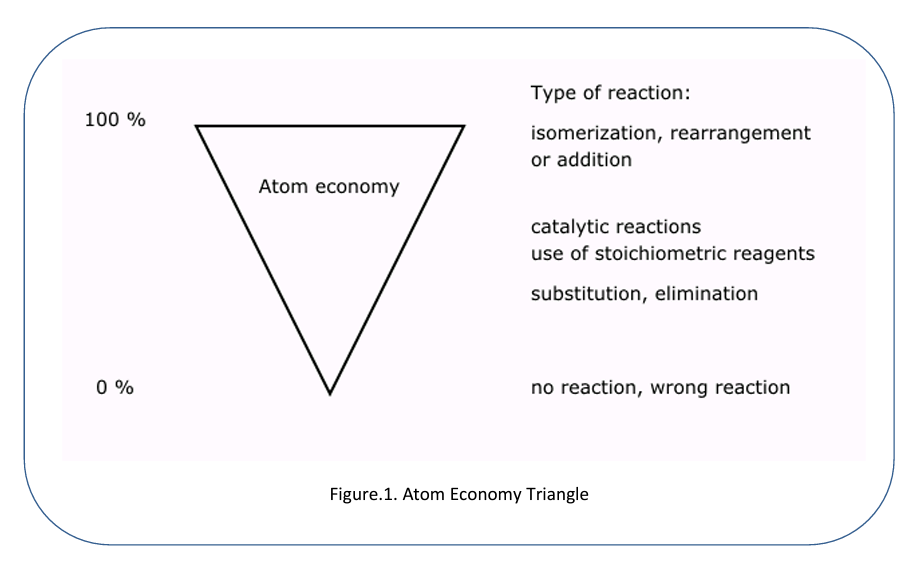 Type of reaction:
100 %
isomerization, rearrangement
or addition
Atom economy
catalytic reactions
use of stoichiometric reagents
substitution, elimination
0 %
no reaction, wrong reaction
Figure.1. Atom Economy Triangle